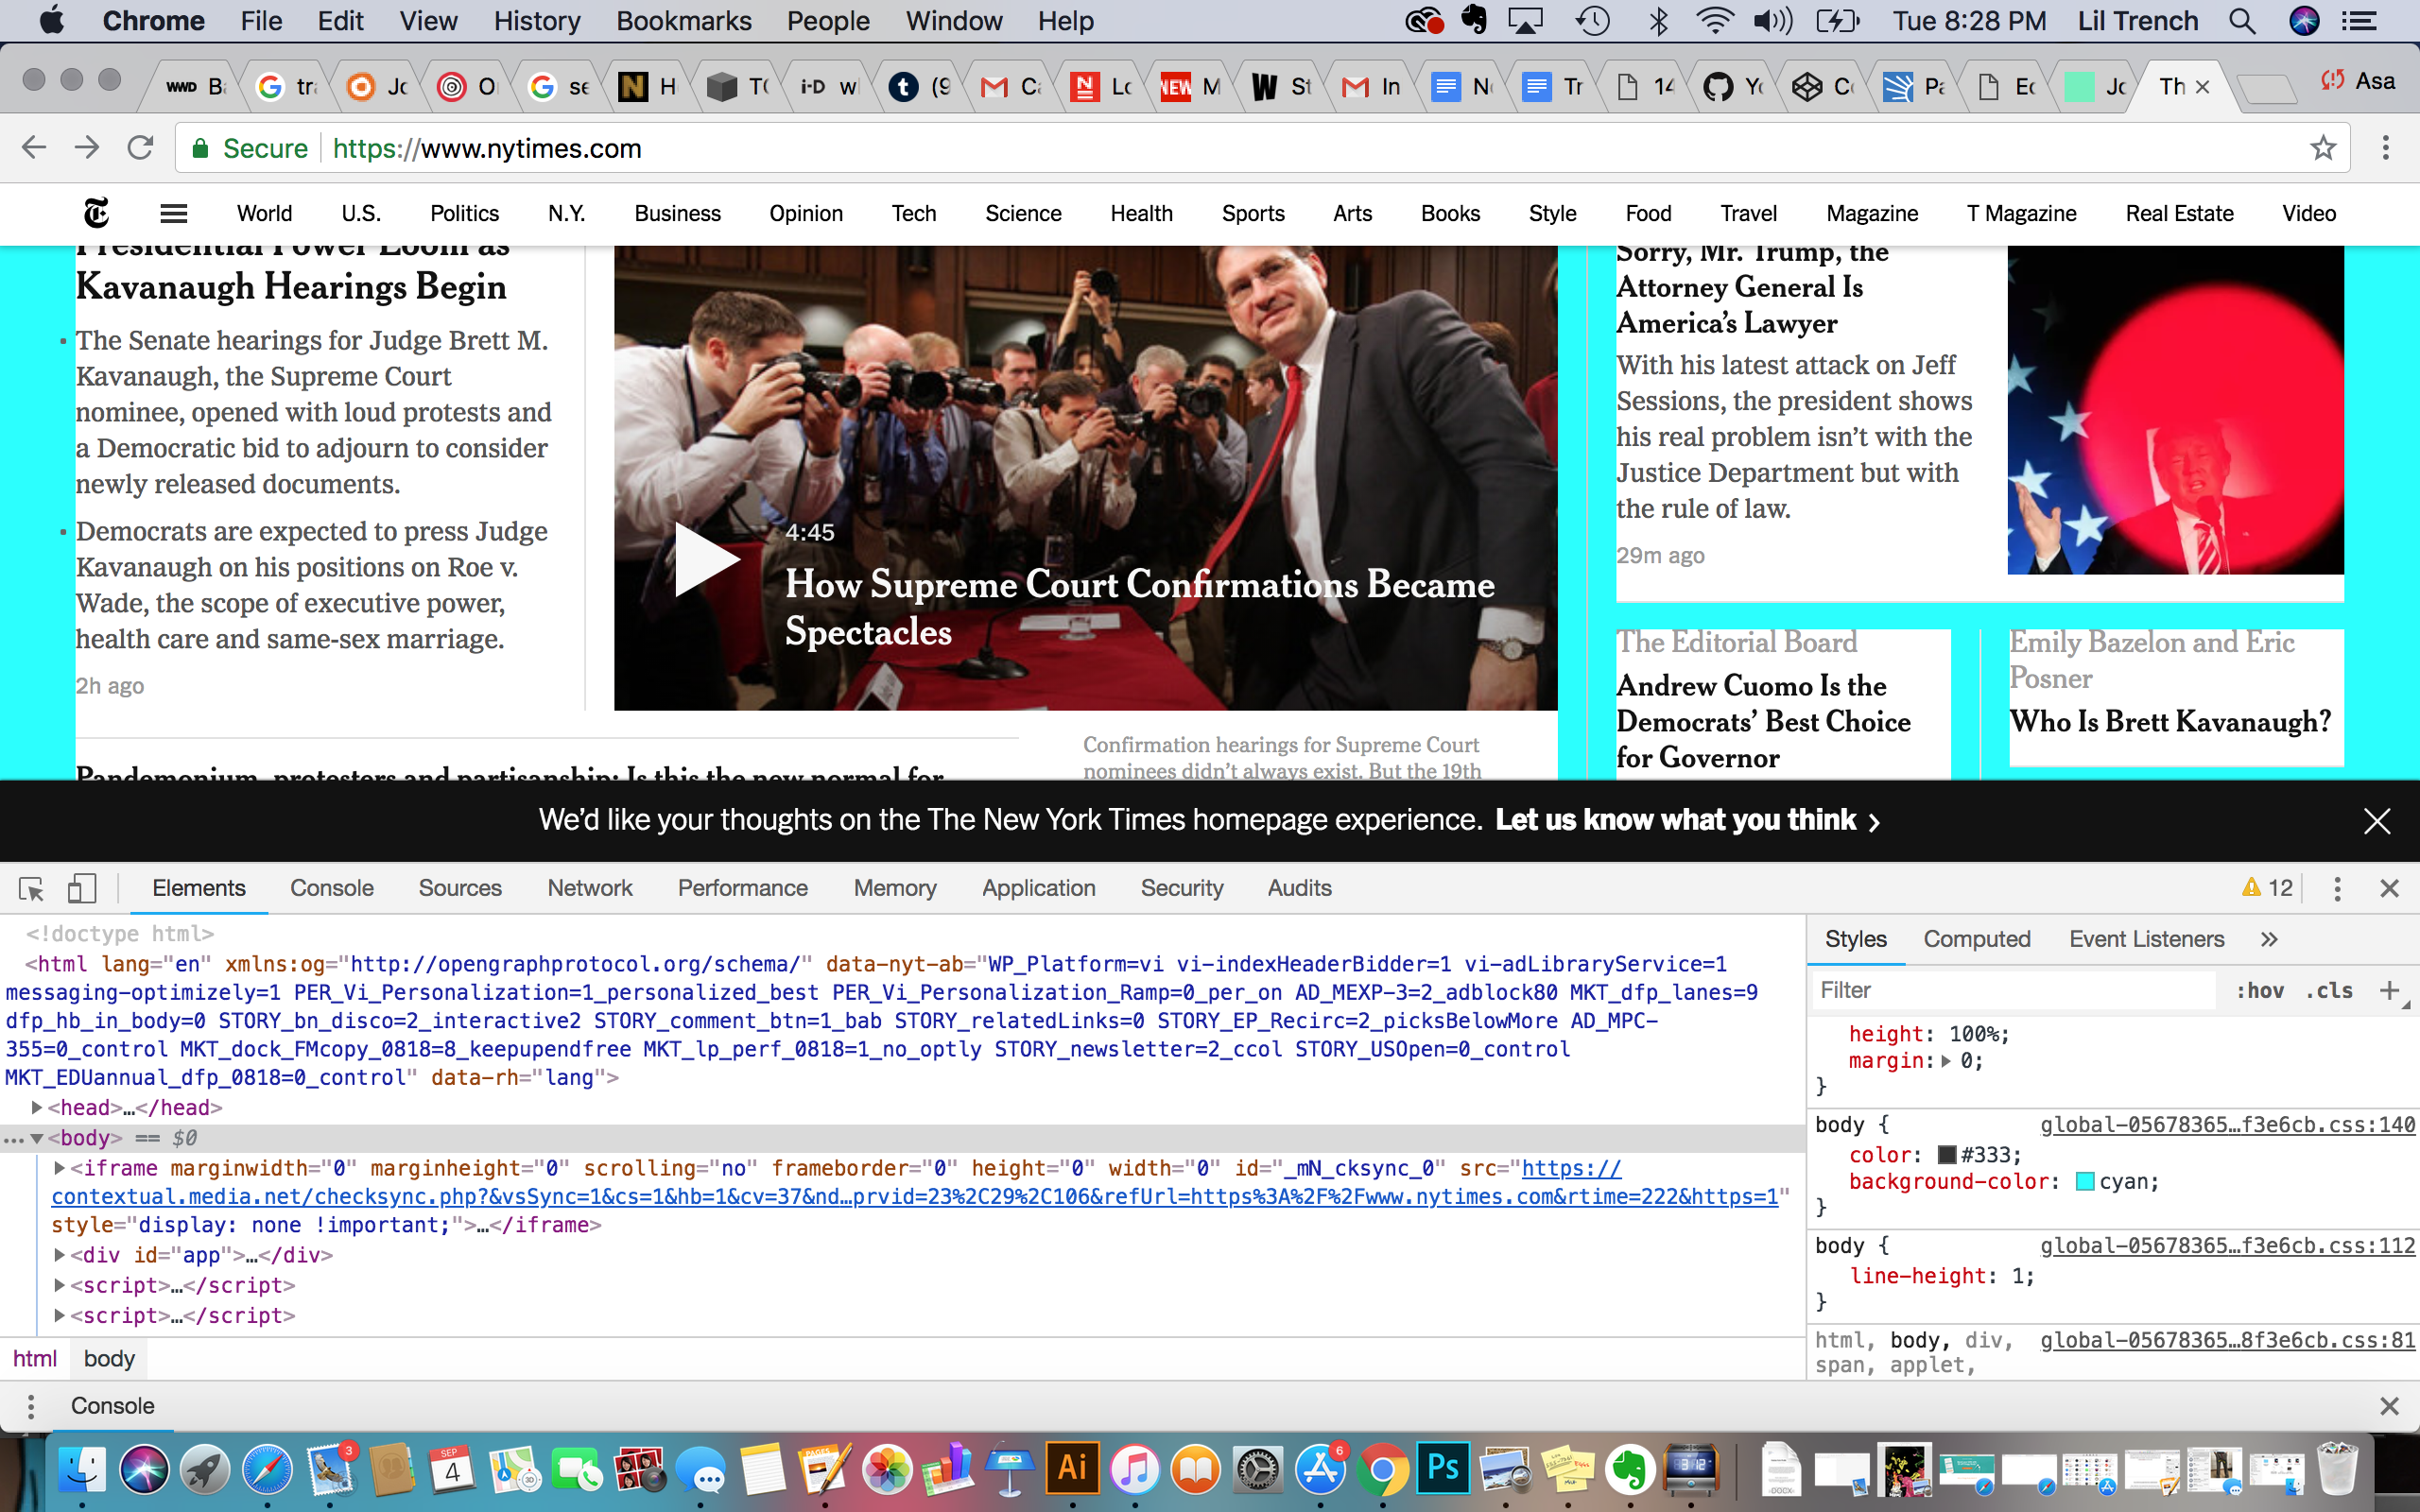 Chrome File Edit View History Bookmarks People Window Help Tue 8:28 PM Lil Trench
WWD tr O se N H i-D w t (9 M In N Tr 14 Th × Asa
Secure https://www.nytimes.com
World U.S. Politics N.Y. Business Opinion Tech Science Health Sports Arts Books Style Food Travel Magazine T Magazine Real Estate Video
Presidential Power Loom as
Kavanaugh Hearings Begin
The Senate hearings for Judge Brett M.
Kavanaugh, the Supreme Court
nominee, opened with loud protests and
a Democratic bid to adjourn to consider
newly released documents.
Democrats are expected to press Judge
Kavanaugh on his positions on Roe v.
Wade, the scope of executive power,
health care and same-sex marriage.
2h ago
Pandemonium, protesters and partisanship: Is this the new normal for
4:45
How Supreme Court Confirmations Became
Spectacles
Confirmation hearings for Supreme Court
nominees didn’t always exist. But the 19th
Sorry, Mr. Trump, the
Attorney General Is
America’s Lawyer
With his latest attack on Jeff
Sessions, the president shows
his real problem isn’t with the
Justice Department but with
the rule of law.
29m ago
The Editorial Board
Andrew Cuomo Is the
Democrats’ Best Choice
for Governor
Emily Bazelon and Eric
Posner
Who Is Brett Kavanaugh?
We’d like your thoughts on the The New York Times homepage experience. Let us know what you think ›
Elements Console Sources Network Performance Memory Application Security Audits 12
<!doctype html>
<html lang="en" xmlns:og="http://opengraphprotocol.org/schema/" data-nyt-ab="WP_Platform=vi vi-indexHeaderBidder=1 vi-adLibraryService=1
messaging-optimizely=1 PER_Vi_Personalization=1_personalized_best PER_Vi_Personalization_Ramp=0_per_on AD_MEXP-3=2_adblock80 MKT_dfp_lanes=9
dfp_hb_in_body=0 STORY_bn_disco=2_interactive2 STORY_comment_btn=1_bab STORY_relatedLinks=0 STORY_EP_Recirc=2_picksBelowMore AD_MPC-
355=0_control MKT_dock_FMcopy_0818=8_keepupendfree MKT_lp_perf_0818=1_no_optly STORY_newsletter=2_ccol STORY_USOpen=0_control
MKT_EDUannual_dfp_0818=0_control" data-rh="lang">
<head>…</head>
<body> == $0
<iframe marginwidth="0" marginheight="0" scrolling="no" frameborder="0" height="0" width="0" id="_mN_cksync_0" src="https://
contextual.media.net/checksync.php?&vsSync=1&cs=1&hb=1&cv=37&nd…prvid=23%2C29%2C106&refUrl=https%3A%2F%2Fwww.nytimes.com&rtime=222&https=1"
style="display: none !important;">…</iframe>
<div id="app">…</div>
<script>…</script>
<script>…</script>
html body
Styles Computed Event Listeners »
Filter :hov .cls +
height: 100%;
margin: 0;
}
body { global-05678365…f3e6cb.css:140
color: #333;
background-color: cyan;
}
body { global-05678365…f3e6cb.css:112
line-height: 1;
}
html, body, div, global-05678365…8f3e6cb.css:81
span, applet,
Console
3 SEP 4 PAGES 3D Ai 6 Ps DOCX